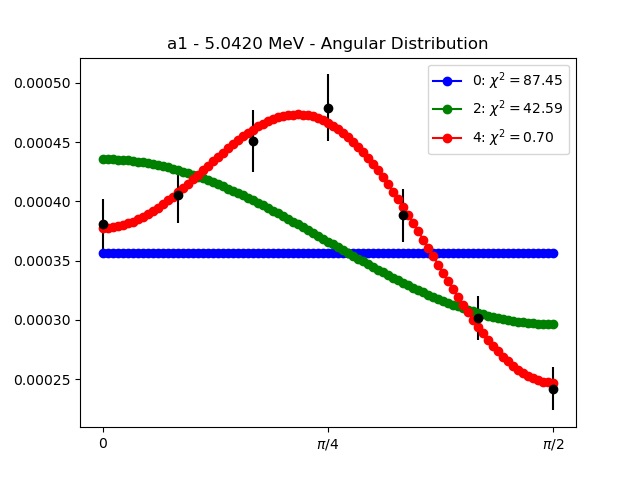 a1 - 5.0420 MeV - Angular Distribution
0: χ² = 87.45
2: χ² = 42.59
4: χ² = 0.70
0.00050
0.00045
0.00040
0.00035
0.00030
0.00025
0 π/4 π/2